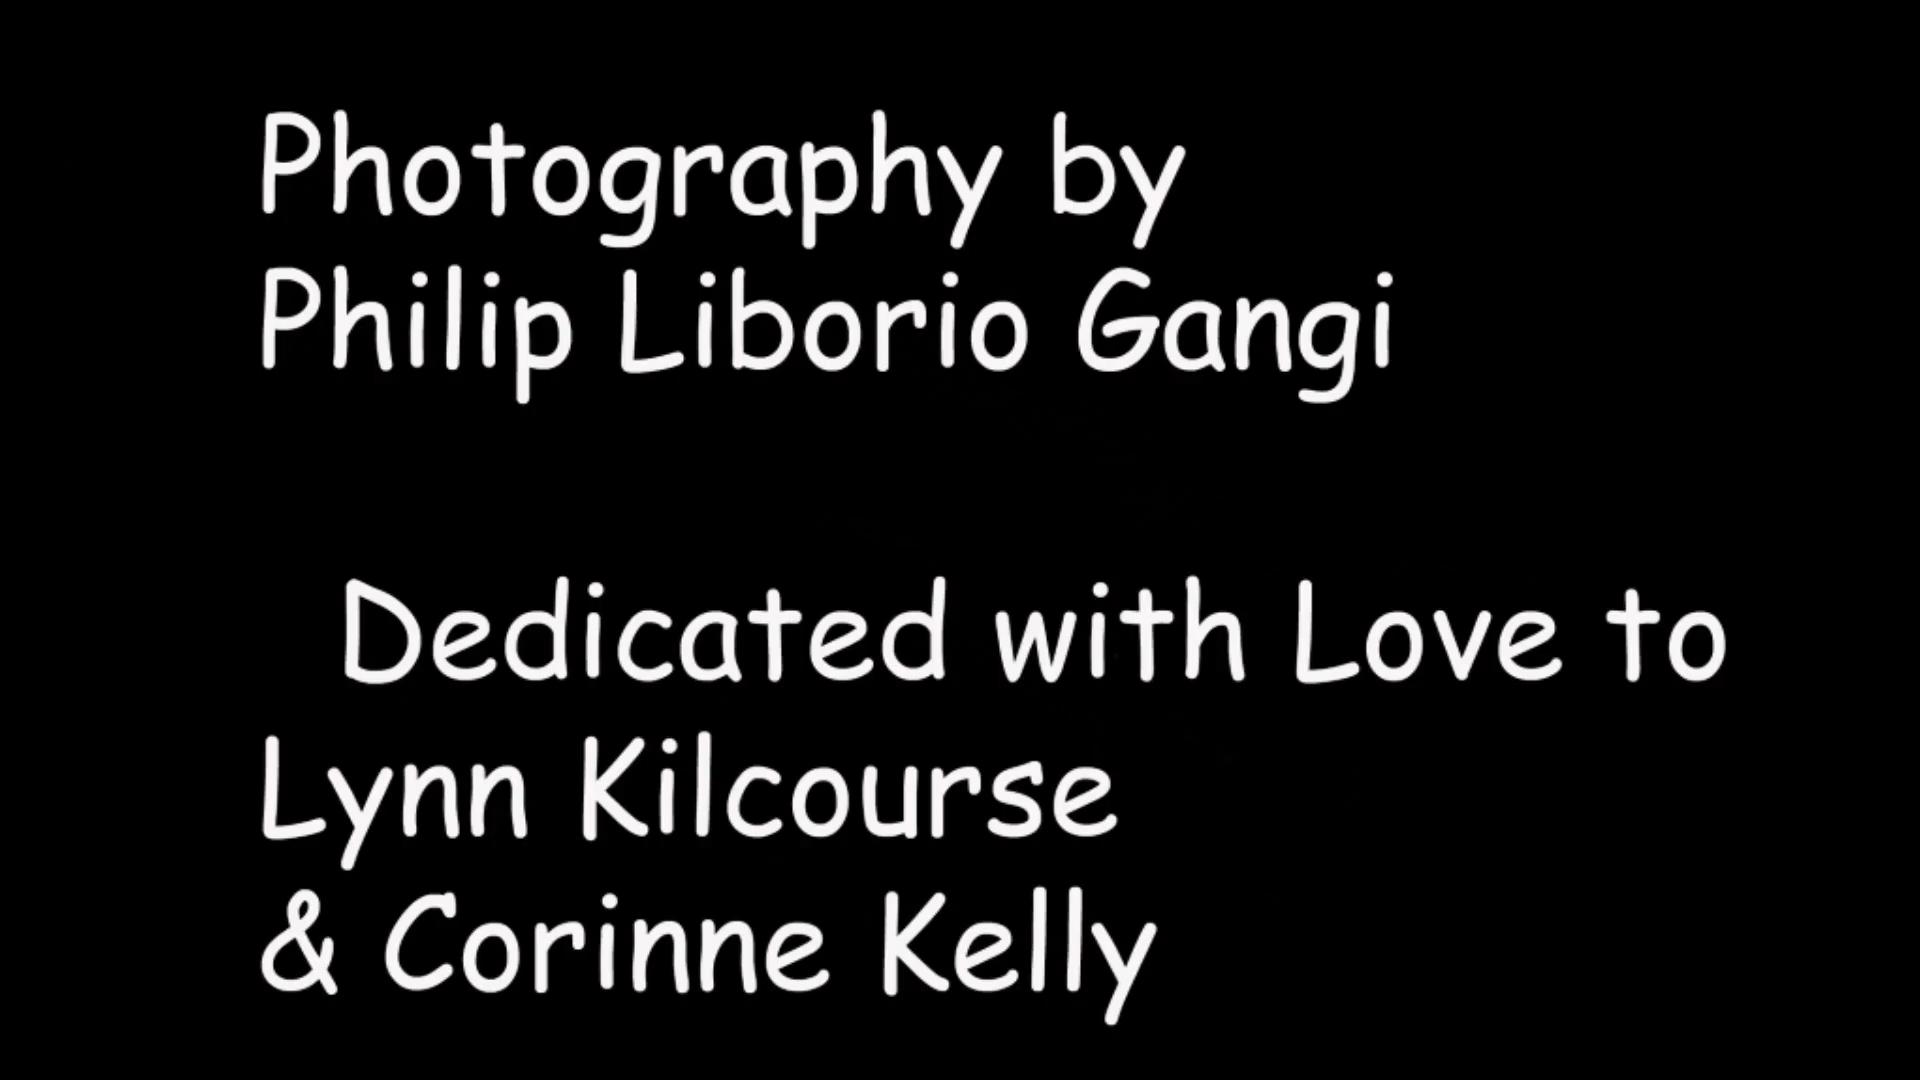 Photography by
Philip Liborio Gangi
Dedicated with Love to
Lynn Kilcourse
& Corinne Kelly